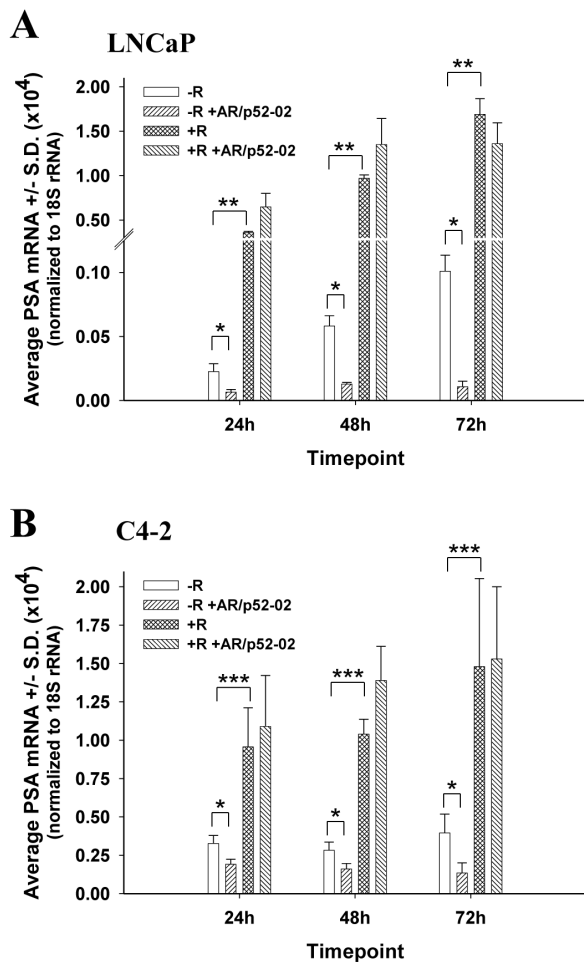 A
LNCaP
Average PSA mRNA +/- S.D. (x10⁴)
(normalized to 18S rRNA)
2.00
1.50
1.00
0.50
0.10
0.05
0.00
-R
-R +AR/p52-02
+R
+R +AR/p52-02
*
**
*
**
*
**
24h
48h
72h
Timepoint
B
C4-2
Average PSA mRNA +/- S.D. (x10⁴)
(normalized to 18S rRNA)
2.00
1.75
1.50
1.25
1.00
0.75
0.50
0.25
0.00
-R
-R +AR/p52-02
+R
+R +AR/p52-02
*
***
*
***
*
***
24h
48h
72h
Timepoint